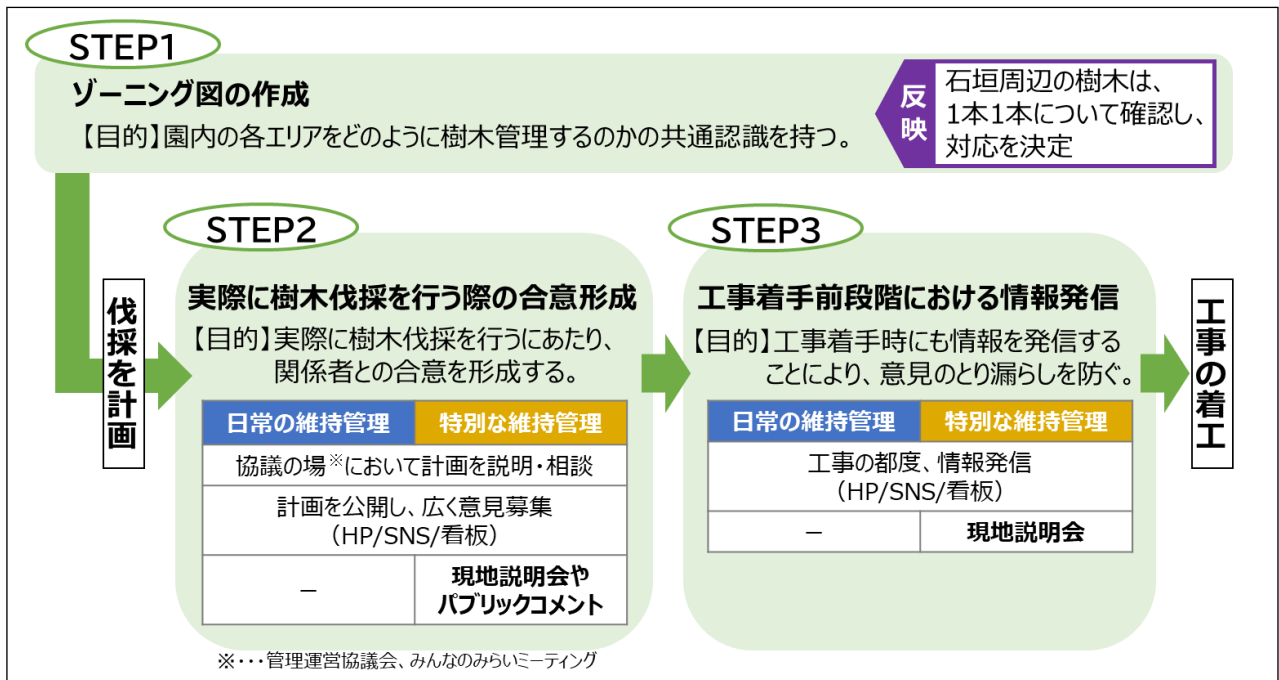 STEP1
ゾーニング図の作成
【目的】園内の各エリアをどのように樹木管理するのかの共通認識を持つ。
反映
石垣周辺の樹木は、
1本1本について確認し、
対応を決定
伐採を計画
STEP2
実際に樹木伐採を行う際の合意形成
【目的】実際に樹木伐採を行うにあたり、
関係者との合意を形成する。
日常の維持管理 特別な維持管理
協議の場※において計画を説明・相談
計画を公開し、広く意見募集
（HP/SNS/看板）
－ 現地説明会や
パブリックコメント
※・・・管理運営協議会、みんなのみらいミーティング
STEP3
工事着手前段階における情報発信
【目的】工事着手時にも情報を発信する
ことにより、意見のとり漏らしを防ぐ。
日常の維持管理 特別な維持管理
工事の都度、情報発信
（HP/SNS/看板）
－ 現地説明会
工事の着工